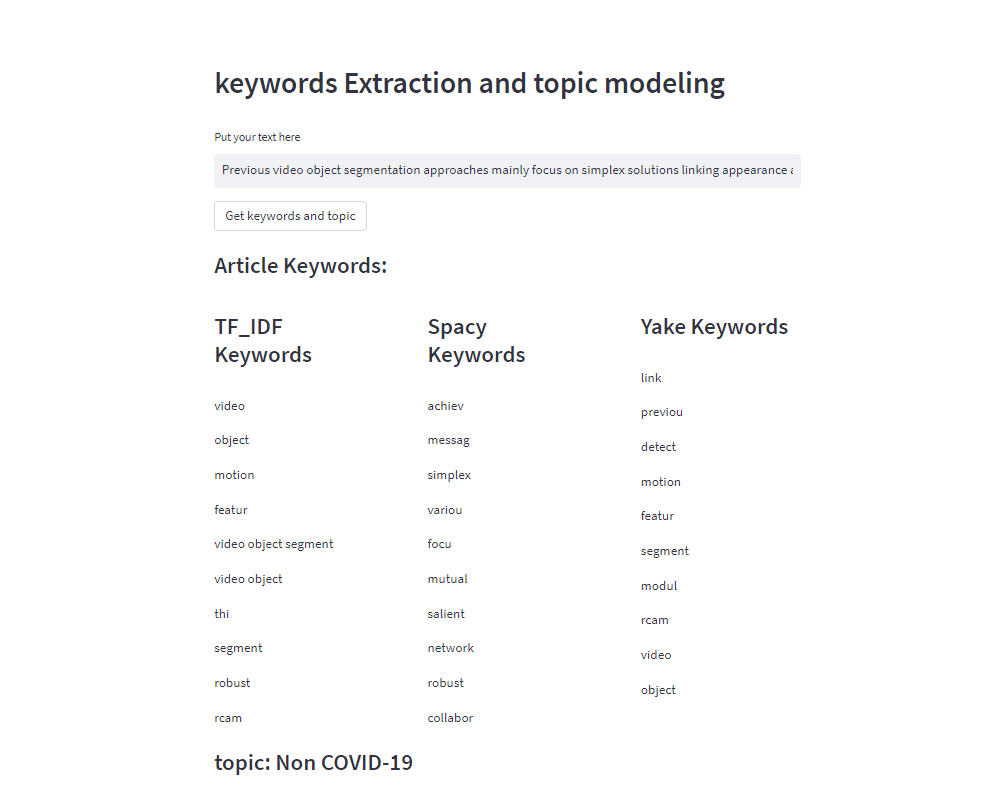 keywords Extraction and topic modeling
Put your text here
Previous video object segmentation approaches mainly focus on simplex solutions linking appearance
Get keywords and topic
Article Keywords:
TF_IDF
Keywords
video
object
motion
featur
video object segment
video object
thi
segment
robust
rcam
Spacy
Keywords
achiev
messag
simplex
variou
focu
mutual
salient
network
robust
collabor
Yake Keywords
link
previou
detect
motion
featur
segment
modul
rcam
video
object
topic: Non COVID-19